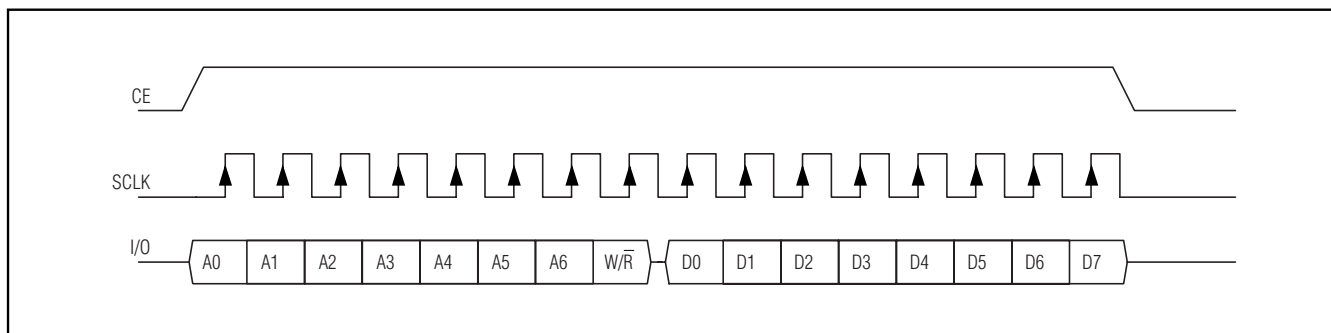 CE
SCLK
I/O
A0 A1 A2 A3 A4 A5 A6 W/R̅ D0 D1 D2 D3 D4 D5 D6 D7